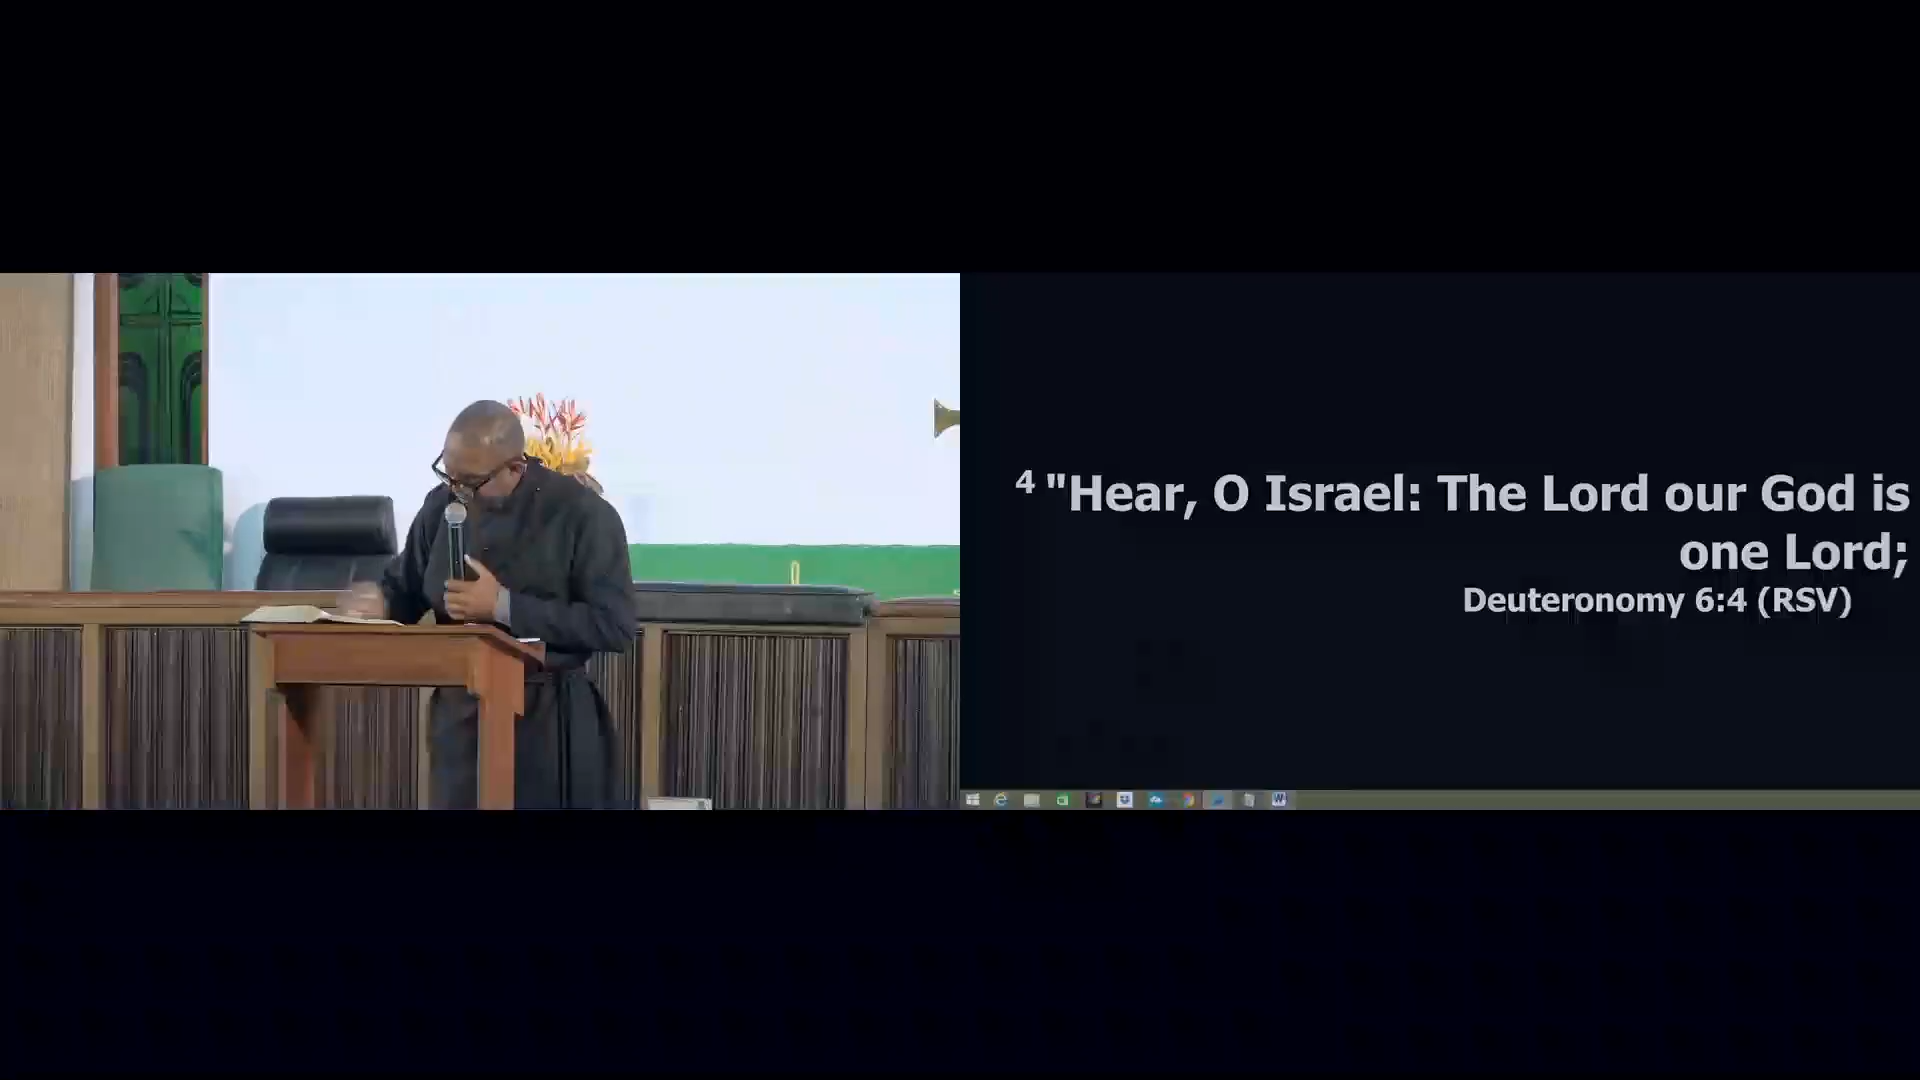 4 "Hear, O Israel: The Lord our God is
one Lord;
Deuteronomy 6:4 (RSV)